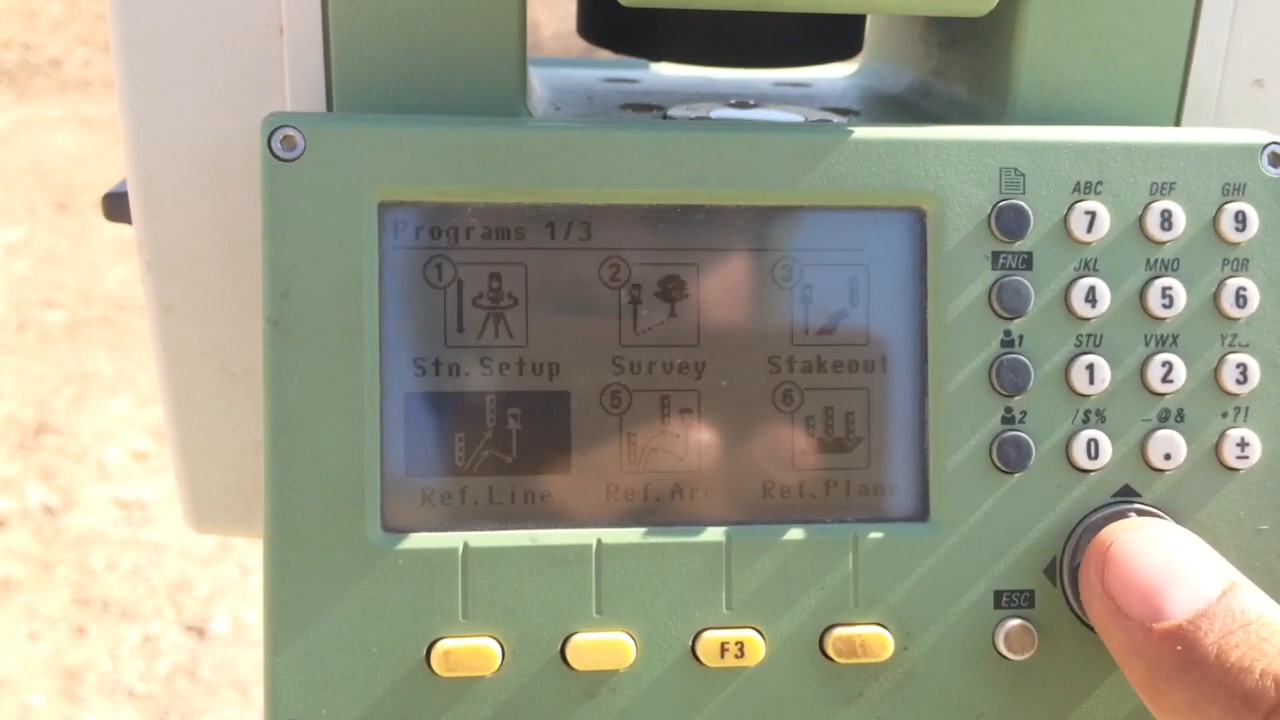 Programs 1/3
1 2 3
Stn.Setup Survey Stakeout
5 6
Ref.Line Ref.Arc Ref.Plane
F3
ABC DEF GHI
7 8 9
FNC JKL MNO PQR
4 5 6
1 STU VWX YZ
1 2 3
2 /$% _@& *?!
0 . ±
ESC